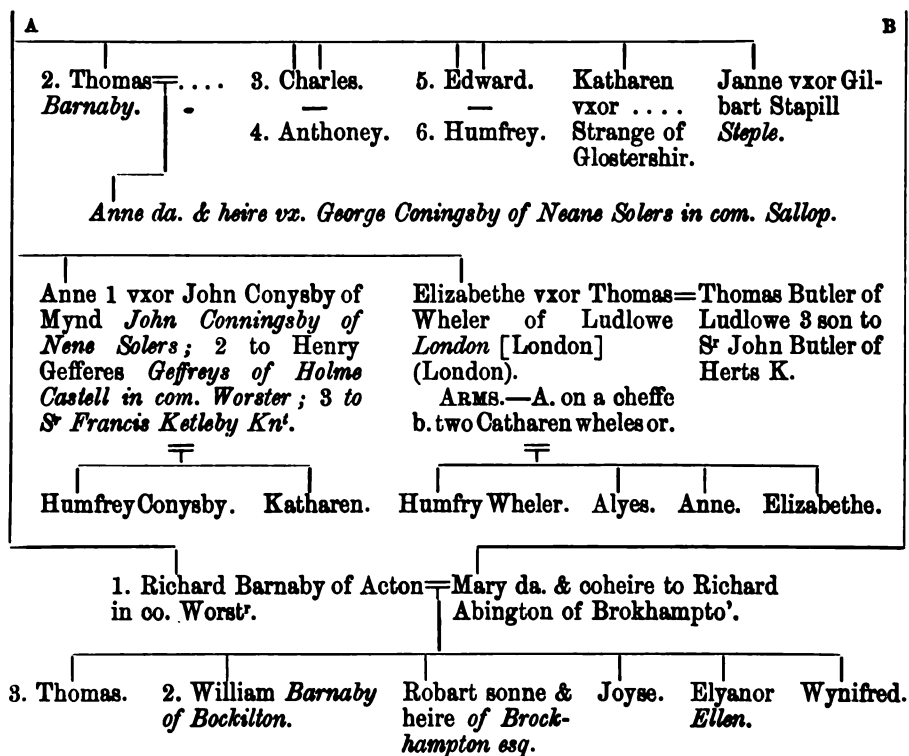 A B
2. Thomas=.... 3. Charles. 5. Edward. Katharen Janne vxor Gil-
Barnaby. — — vxor .... bart Stapill
4. Anthoney. 6. Humfrey. Strange of Steple.
Glostershir.
Anne da. & heire vx. George Coningsby of Neane Solers in com. Sallop.
Anne 1 vxor John Conysby of Elizabethe vxor Thomas=Thomas Butler of
Mynd John Conningsby of Wheler of Ludlowe Ludlowe 3 son to
Nene Solers; 2 to Henry London [London] Sr John Butler of
Gefferes Geffreys of Holme (London). Herts K.
Castell in com. Worster; 3 to ARMS.—A. on a cheffe
Sr Francis Ketleby Knt. b. two Catharen wheles or.
Humfrey Conysby. Katharen. Humfry Wheler. Alyes. Anne. Elizabethe.
1. Richard Barnaby of Acton=Mary da. & coheire to Richard
in co. Worstr. Abington of Brokhampto'.
3. Thomas. 2. William Barnaby Robart sonne & Joyse. Elyanor Wynifred.
of Bockilton. heire of Brock- Ellen.
hampton esq.